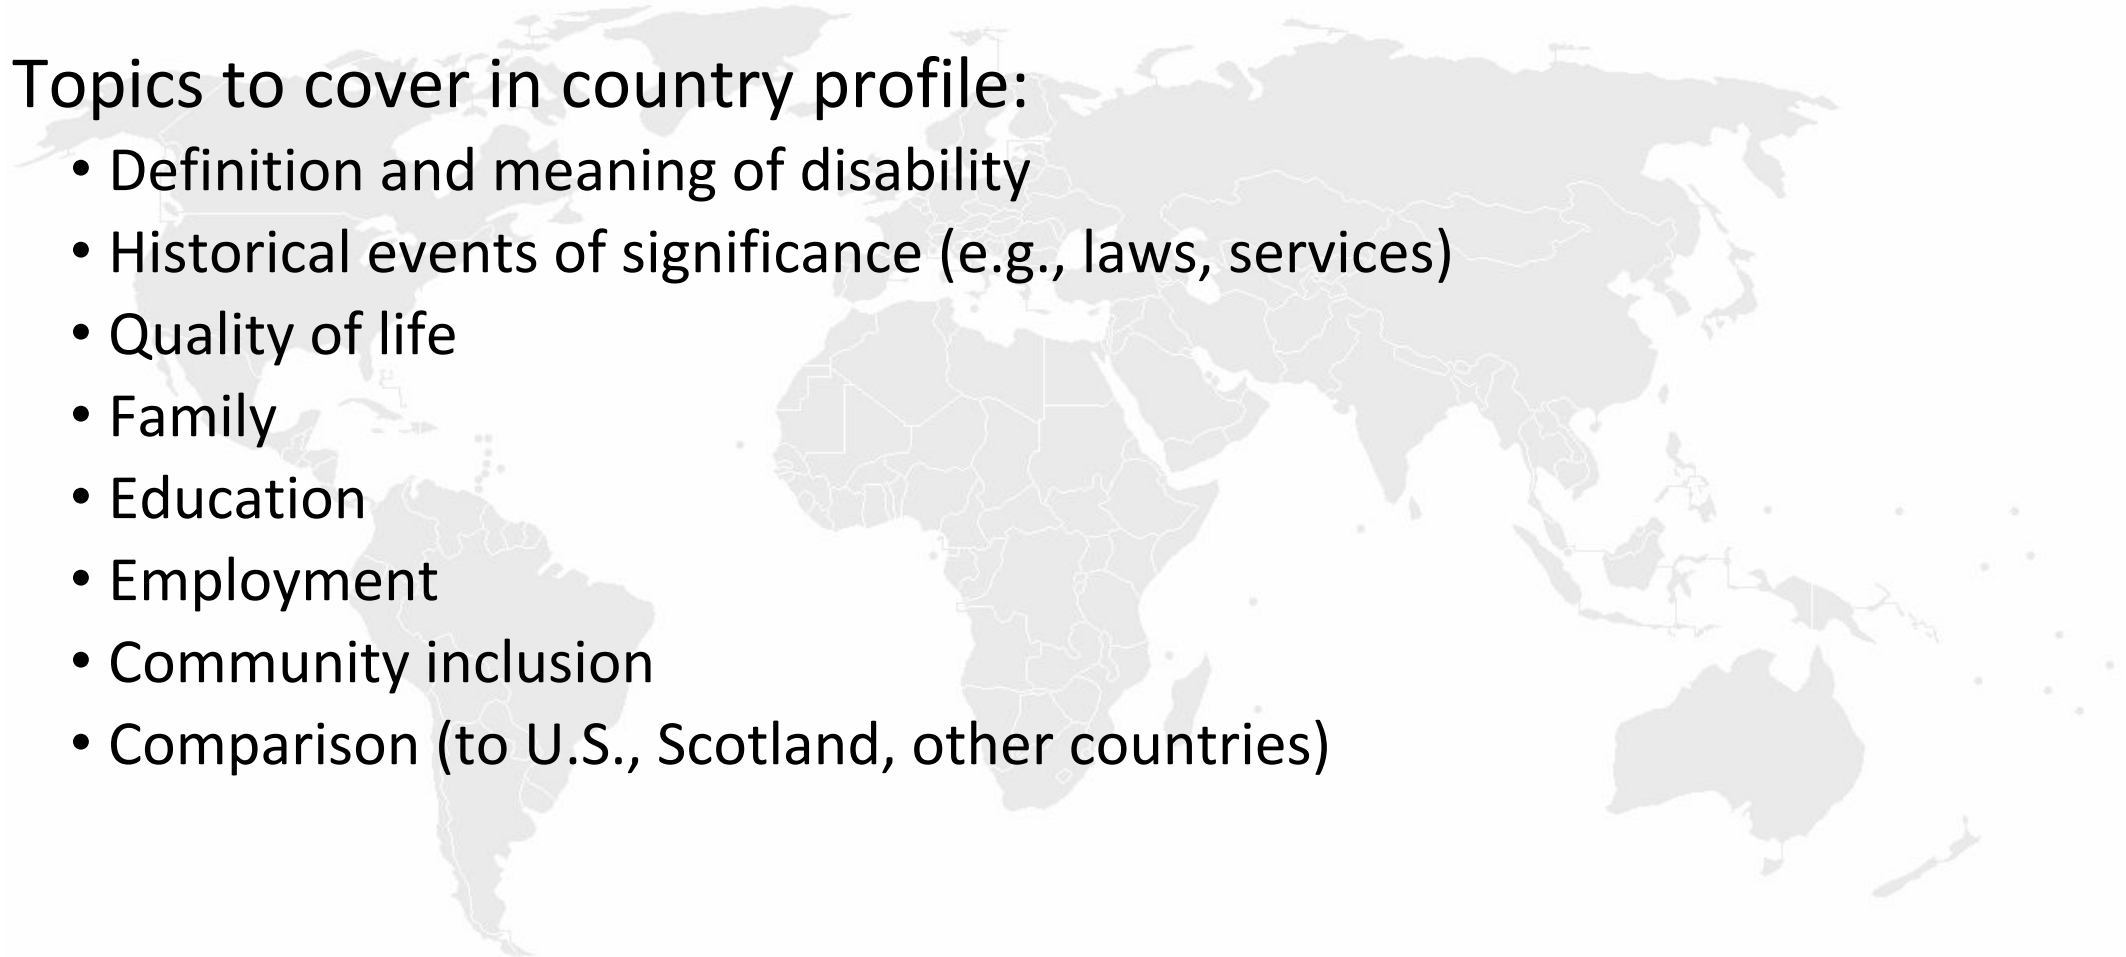 Topics to cover in country profile:
• Definition and meaning of disability
• Historical events of significance (e.g., laws, services)
• Quality of life
• Family
• Education
• Employment
• Community inclusion
• Comparison (to U.S., Scotland, other countries)